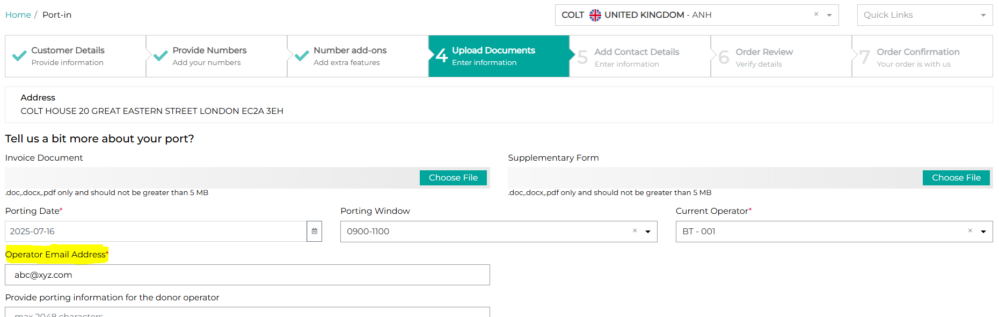 Home / Port-in
COLT UNITED KINGDOM - ANH
×
Quick Links
Customer Details
Provide information
Provide Numbers
Add your numbers
Number add-ons
Add extra features
4
Upload Documents
Enter information
5
Add Contact Details
Enter information
6
Order Review
Verify details
7
Order Confirmation
Your order is with us
Address
COLT HOUSE 20 GREAT EASTERN STREET LONDON EC2A 3EH
Tell us a bit more about your port?
Invoice Document
Choose File
.doc,.docx,.pdf only and should not be greater than 5 MB
Supplementary Form
Choose File
.doc,.docx,.pdf only and should not be greater than 5 MB
Porting Date*
2025-07-16
Porting Window
0900-1100 ×
Current Operator*
BT - 001 ×
Operator Email Address*
abc@xyz.com
Provide porting information for the donor operator
max 2048 characters